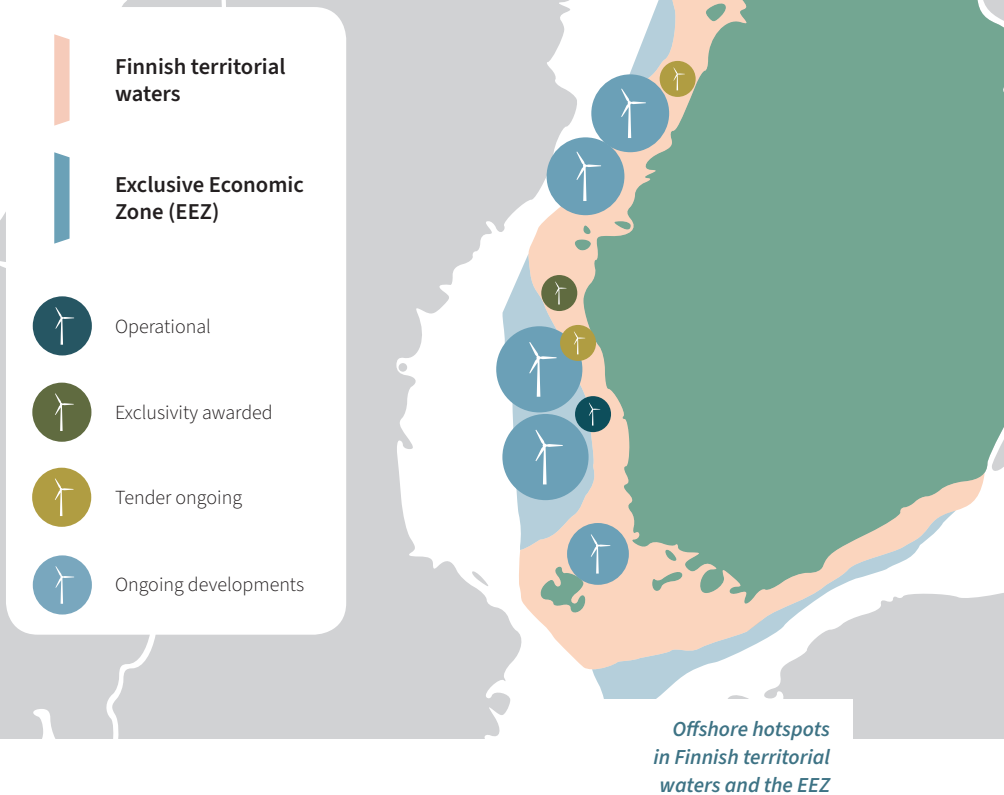 Finnish territorial
waters
Exclusive Economic
Zone (EEZ)
Operational
Exclusivity awarded
Tender ongoing
Ongoing developments
Offshore hotspots
in Finnish territorial
waters and the EEZ